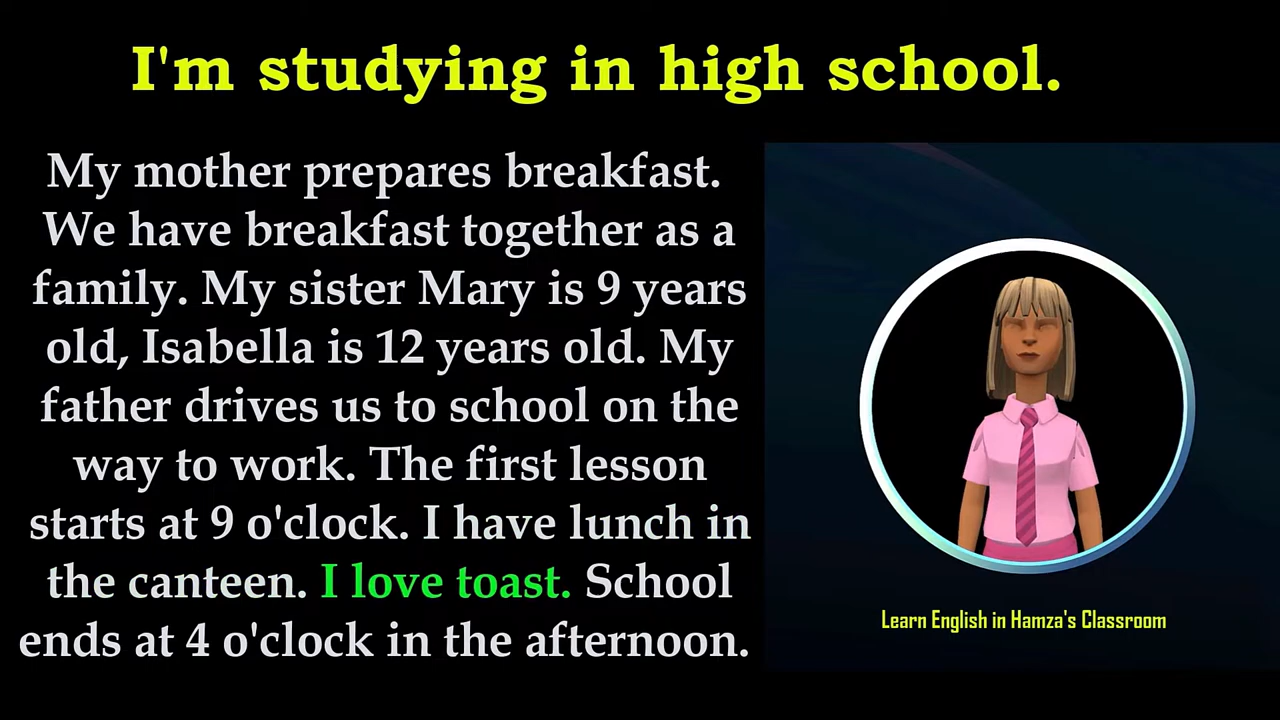 I'm studying in high school.
My mother prepares breakfast.
We have breakfast together as a
family. My sister Mary is 9 years
old, Isabella is 12 years old. My
father drives us to school on the
way to work. The first lesson
starts at 9 o'clock. I have lunch in
the canteen. I love toast. School
ends at 4 o'clock in the afternoon.
Learn English in Hamza's Classroom